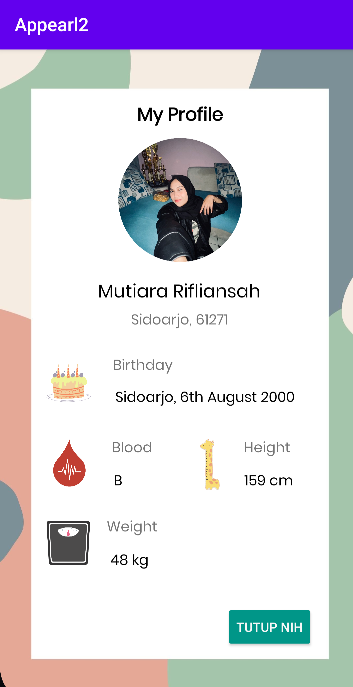 Appearl2
My Profile
Mutiara Rifliansah
Sidoarjo, 61271
Birthday
Sidoarjo, 6th August 2000
Blood
Height
B
159 cm
Weight
48 kg
TUTUP NIH